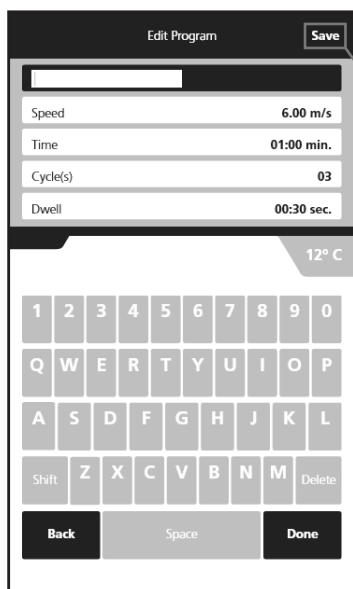 Edit Program Save
Speed 6.00 m/s
Time 01:00 min.
Cycle(s) 03
Dwell 00:30 sec.
12° C
1 2 3 4 5 6 7 8 9 0
Q W E R T Y U I O P
A S D F G H J K L
Shift Z X C V B N M Delete
Back Space Done